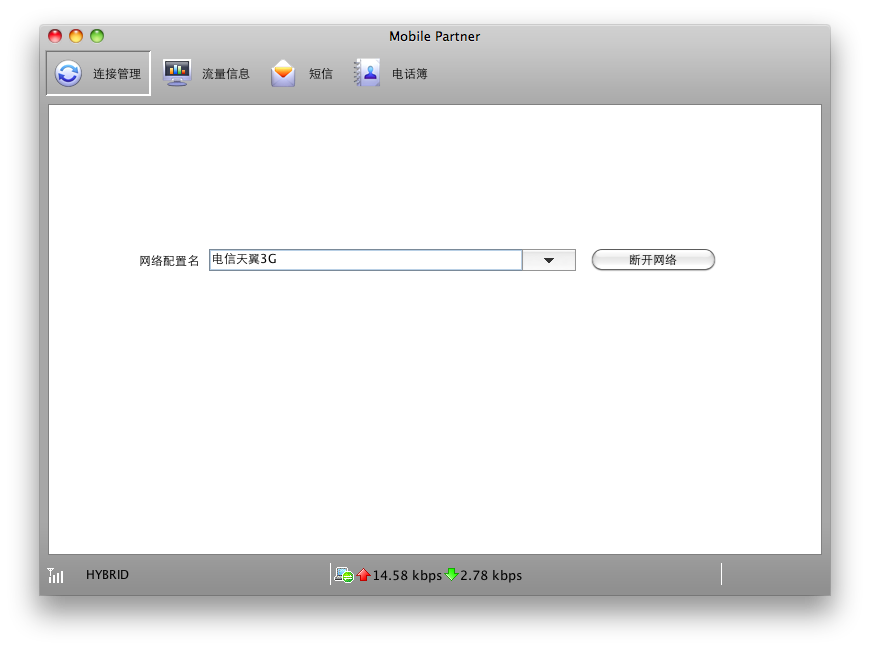 Mobile Partner
连接管理 流量信息 短信 电话簿
网络配置名 电信天翼3G 断开网络
HYBRID 14.58 kbps 2.78 kbps